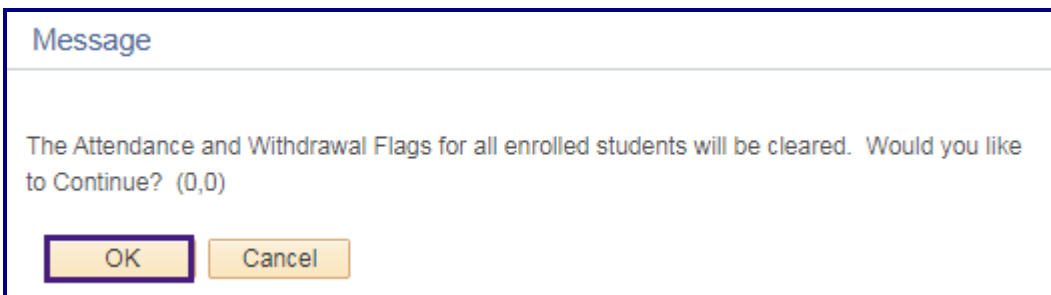 Message
The Attendance and Withdrawal Flags for all enrolled students will be cleared.  Would you like
to Continue?  (0,0)
OK Cancel